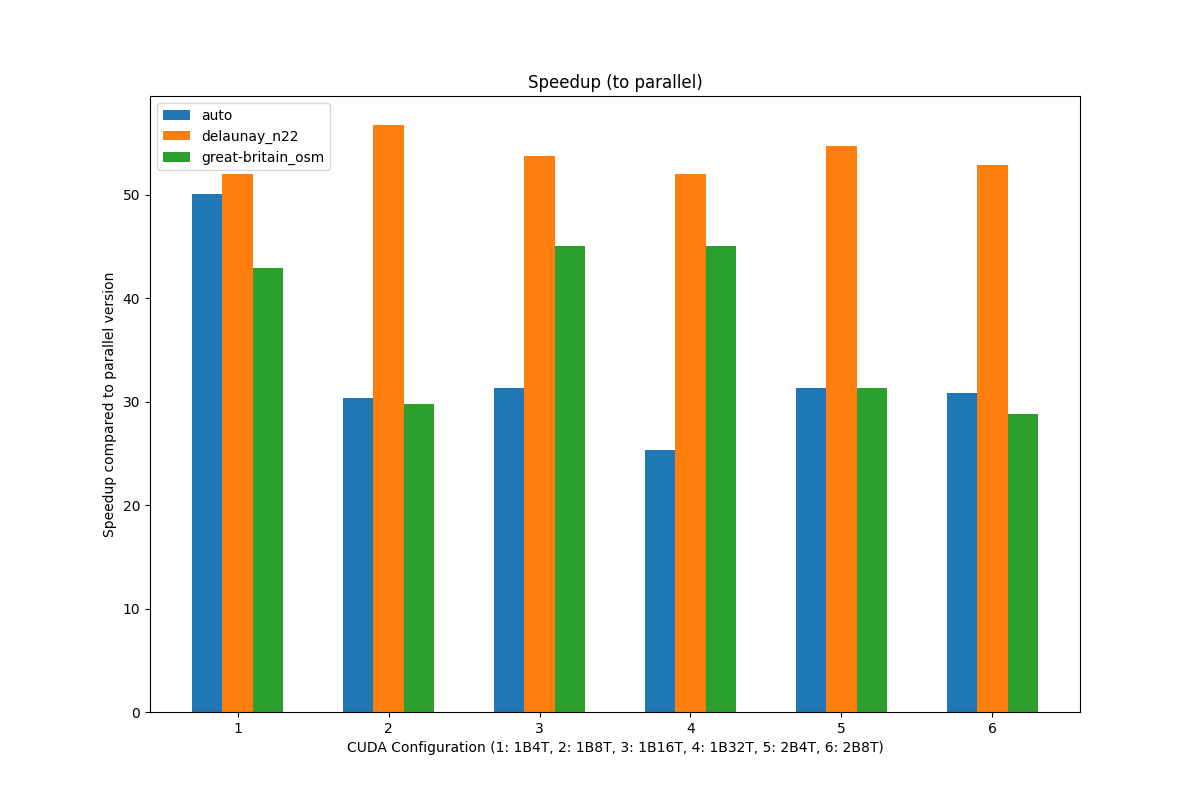 Speedup (to parallel)
auto
delaunay_n22
great-britain_osm
Speedup compared to parallel version
50
40
30
20
10
0
1 2 3 4 5 6
CUDA Configuration (1: 1B4T, 2: 1B8T, 3: 1B16T, 4: 1B32T, 5: 2B4T, 6: 2B8T)